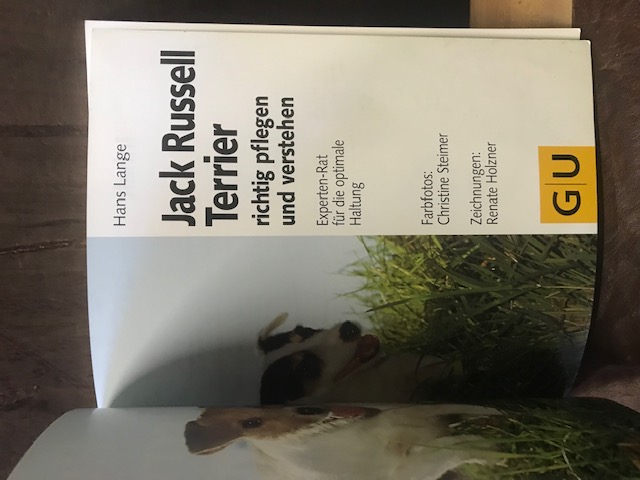 Hans Lange
Jack Russell
Terrier
richtig pflegen
und verstehen
Experten-Rat
für die optimale
Haltung
Farbfotos:
Christine Steimer
Zeichnungen:
Renate Holzner
GU